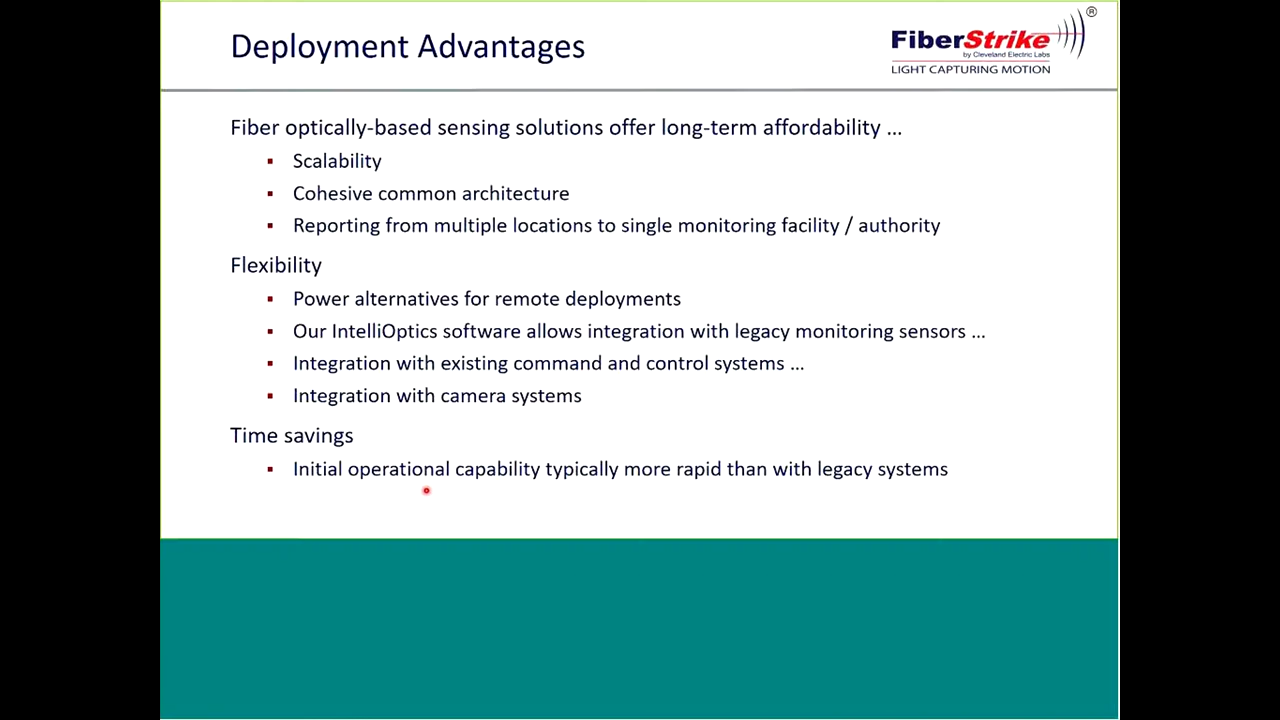 Deployment Advantages
®
FiberStrike
by Cleveland Electric Labs
LIGHT CAPTURING MOTION
Fiber optically-based sensing solutions offer long-term affordability ...
▪ Scalability
▪ Cohesive common architecture
▪ Reporting from multiple locations to single monitoring facility / authority
Flexibility
▪ Power alternatives for remote deployments
▪ Our IntelliOptics software allows integration with legacy monitoring sensors ...
▪ Integration with existing command and control systems ...
▪ Integration with camera systems
Time savings
▪ Initial operational capability typically more rapid than with legacy systems